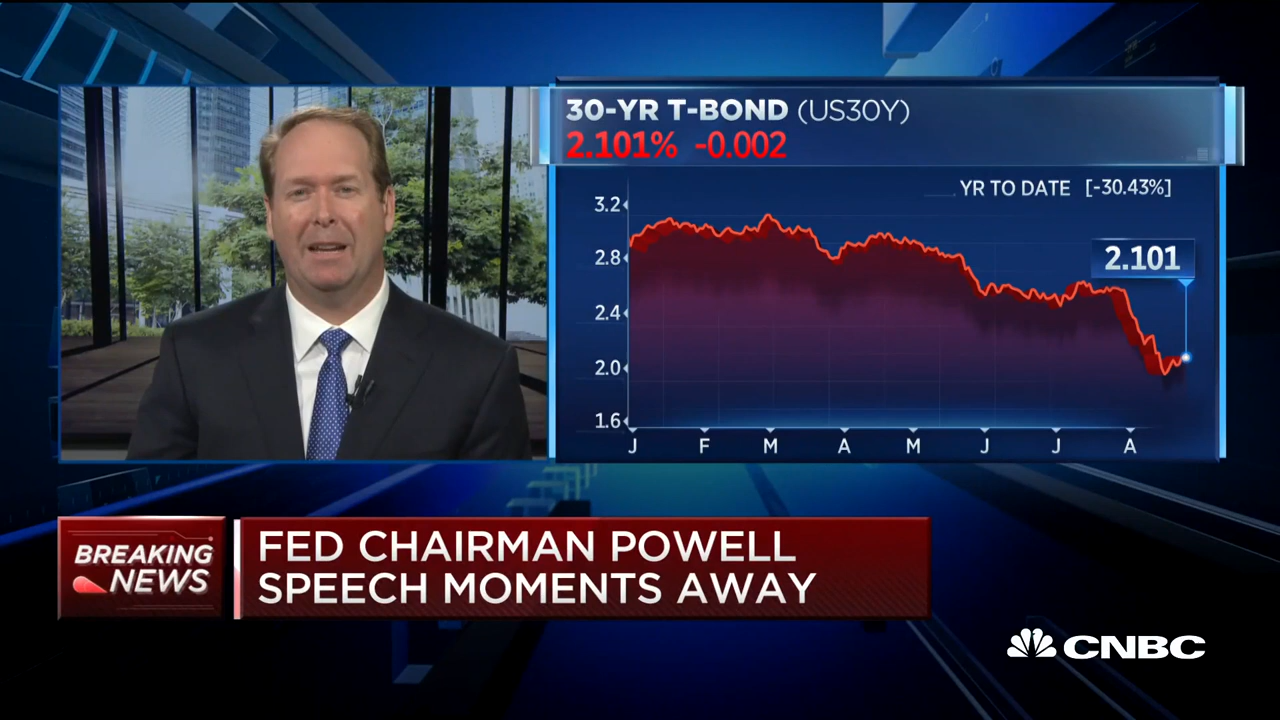 30-YR T-BOND (US30Y)
2.101% -0.002
YR TO DATE [-30.43%]
3.2
2.8
2.4
2.0
1.6
2.101
J F M A M J J A
BREAKING
NEWS
FED CHAIRMAN POWELL
SPEECH MOMENTS AWAY
CNBC